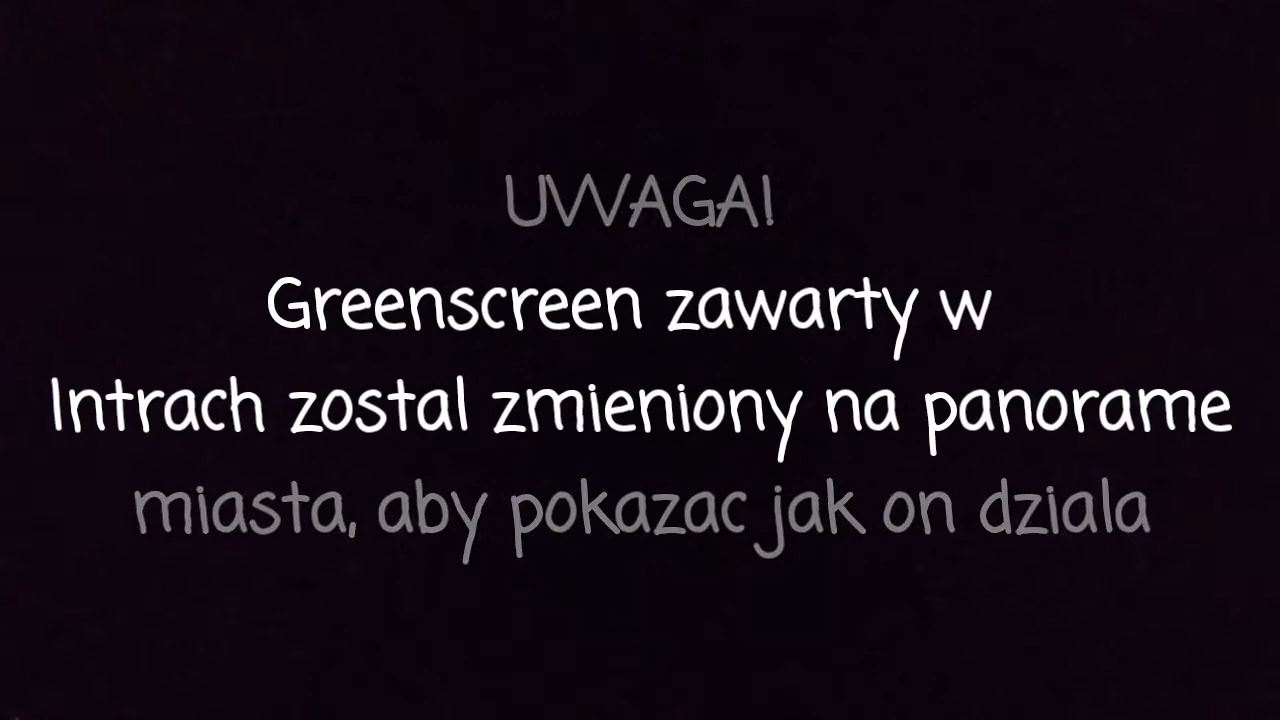 UWAGA!
Greenscreen zawarty w
Intrach zostal zmieniony na panorame
miasta, aby pokazac jak on dziala